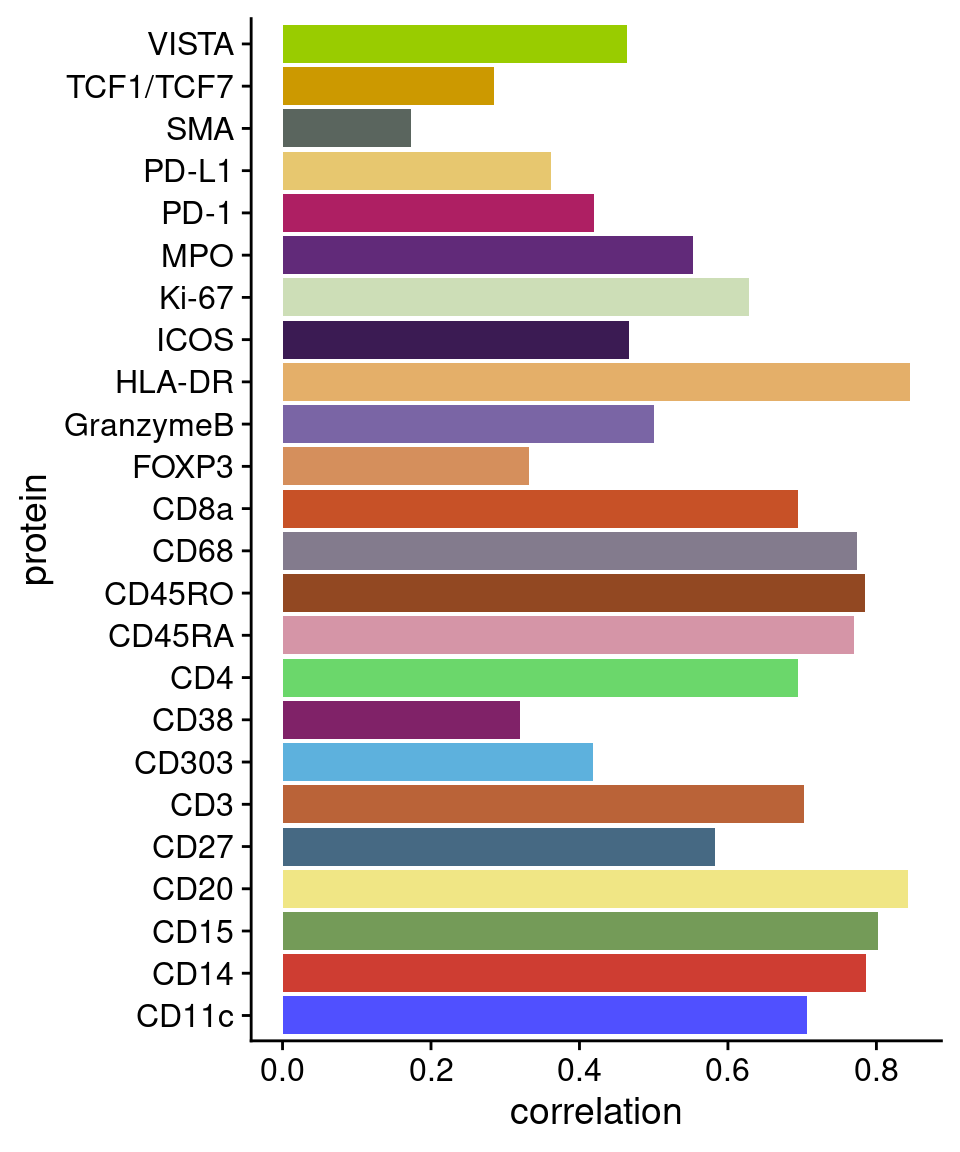 VISTA
TCF1/TCF7
SMA
PD-L1
PD-1
MPO
Ki-67
ICOS
HLA-DR
GranzymeB
FOXP3
CD8a
CD68
CD45RO
CD45RA
CD4
CD38
CD303
CD3
CD27
CD20
CD15
CD14
CD11c
protein
0.0 0.2 0.4 0.6 0.8
correlation